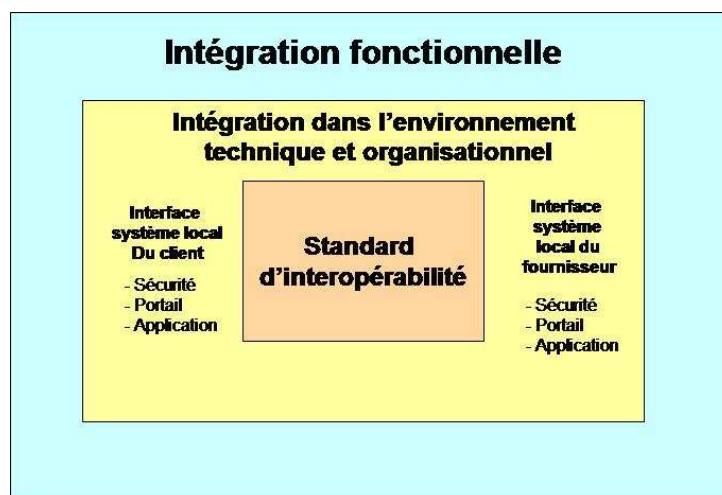 Intégration fonctionnelle
Intégration dans l'environnement
technique et organisationnel
Interface
système local
Du client
- Sécurité
- Portail
- Application
Standard
d'interopérabilité
Interface
système
local du
fournisseur
- Sécurité
- Portail
- Application